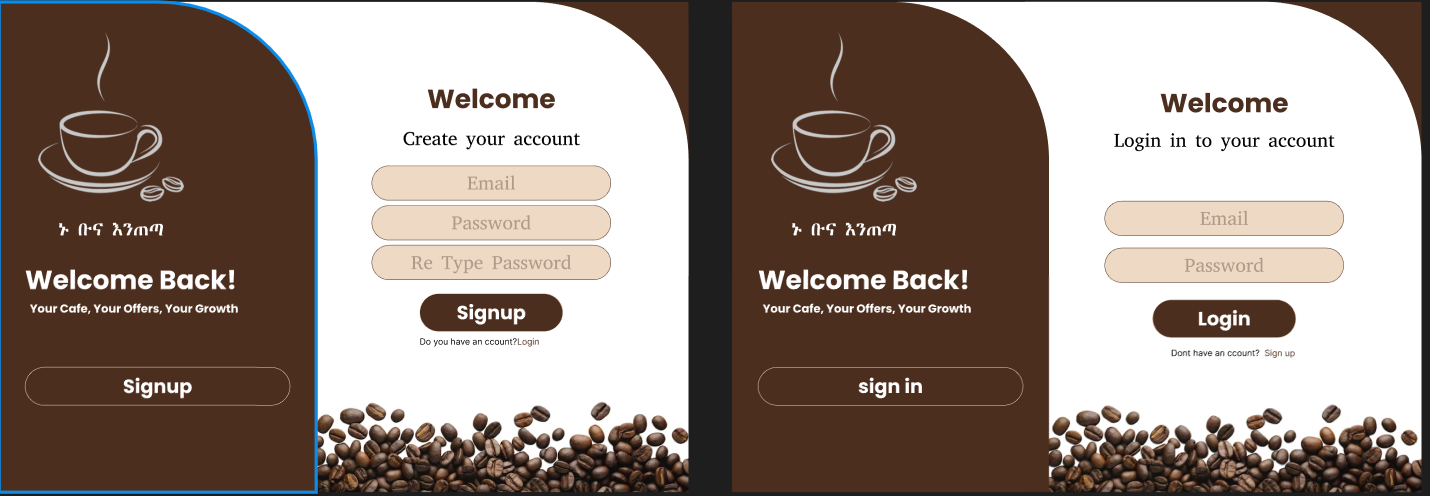 ኑ ቡና እንጠጣ
Welcome Back!
Your Cafe, Your Offers, Your Growth
Signup
Welcome
Create your account
Email
Password
Re Type Password
Signup
Do you have an ccount?Login
ኑ ቡና እንጠጣ
Welcome Back!
Your Cafe, Your Offers, Your Growth
sign in
Welcome
Login in to your account
Email
Password
Login
Dont have an ccount? Sign up